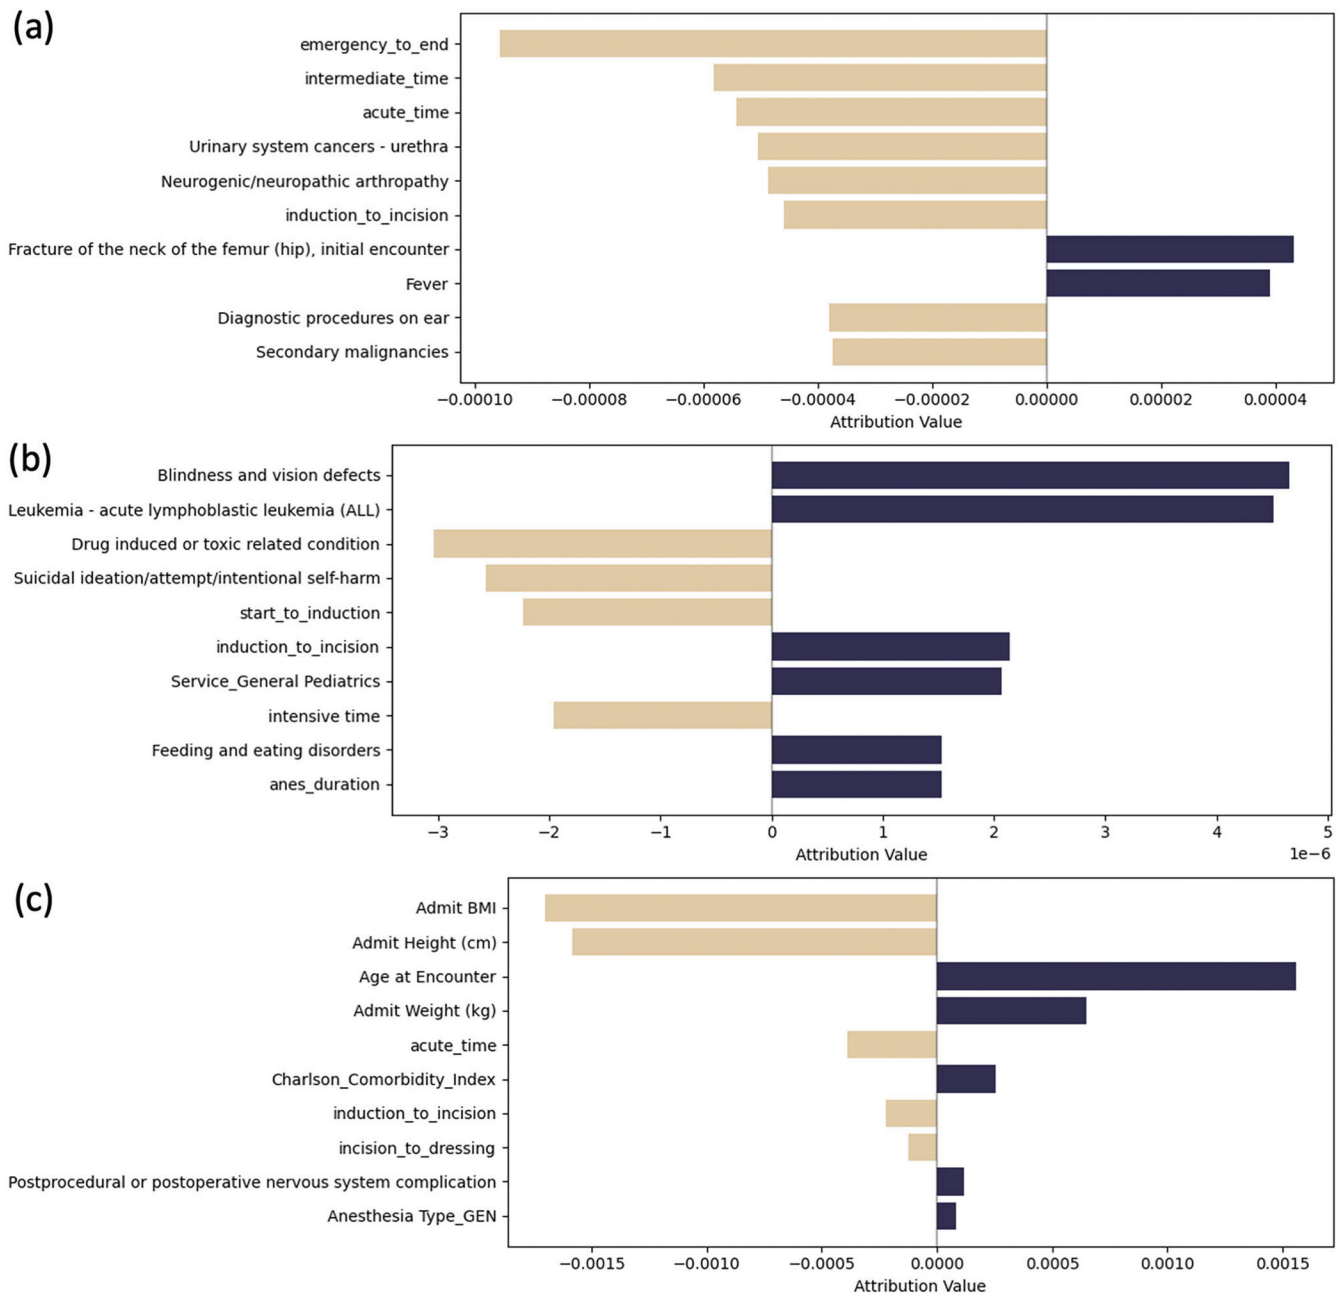 (a)
emergency_to_end
intermediate_time
acute_time
Urinary system cancers - urethra
Neurogenic/neuropathic arthropathy
induction_to_incision
Fracture of the neck of the femur (hip), initial encounter
Fever
Diagnostic procedures on ear
Secondary malignancies
−0.00010 −0.00008 −0.00006 −0.00004 −0.00002 0.00000 0.00002 0.00004
Attribution Value
(b)
Blindness and vision defects
Leukemia - acute lymphoblastic leukemia (ALL)
Drug induced or toxic related condition
Suicidal ideation/attempt/intentional self-harm
start_to_induction
induction_to_incision
Service_General Pediatrics
intensive time
Feeding and eating disorders
anes_duration
−3 −2 −1 0 1 2 3 4 5
Attribution Value 1e−6
(c)
Admit BMI
Admit Height (cm)
Age at Encounter
Admit Weight (kg)
acute_time
Charlson_Comorbidity_Index
induction_to_incision
incision_to_dressing
Postprocedural or postoperative nervous system complication
Anesthesia Type_GEN
−0.0015 −0.0010 −0.0005 0.0000 0.0005 0.0010 0.0015
Attribution Value